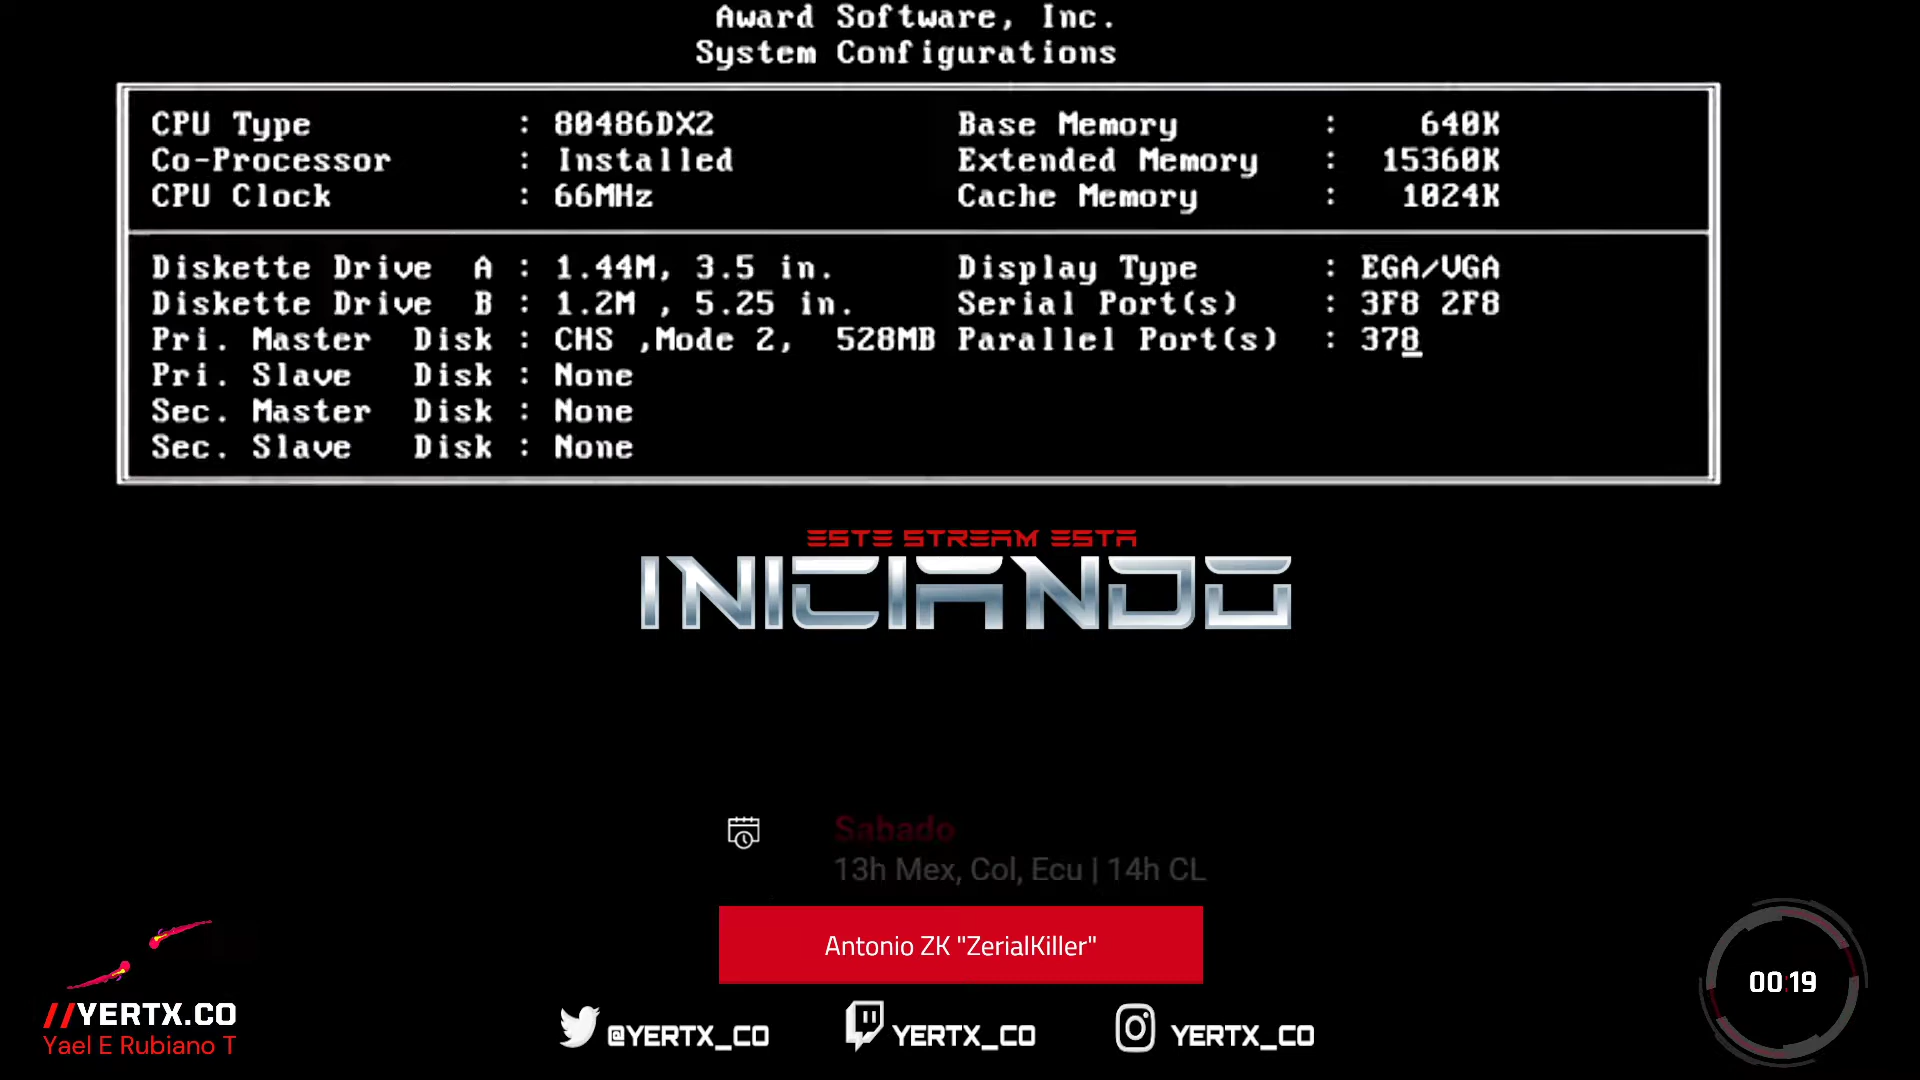 Award Software, Inc.
System Configurations
CPU Type : 80486DX2 Base Memory : 640K
Co-Processor : Installed Extended Memory : 15360K
CPU Clock : 66MHz Cache Memory : 1024K
Diskette Drive A : 1.44M, 3.5 in. Display Type : EGA/VGA
Diskette Drive B : 1.2M , 5.25 in. Serial Port(s) : 3F8 2F8
Pri. Master Disk : CHS ,Mode 2, 528MB Parallel Port(s) : 378
Pri. Slave Disk : None
Sec. Master Disk : None
Sec. Slave Disk : None
ESTE STREAM ESTA
INICIANDO
Sabado
13h Mex, Col, Ecu | 14h CL
Antonio ZK "ZerialKiller"
00:19
//YERTX.CO
Yael E Rubiano T
@YERTX_CO YERTX_CO YERTX_CO